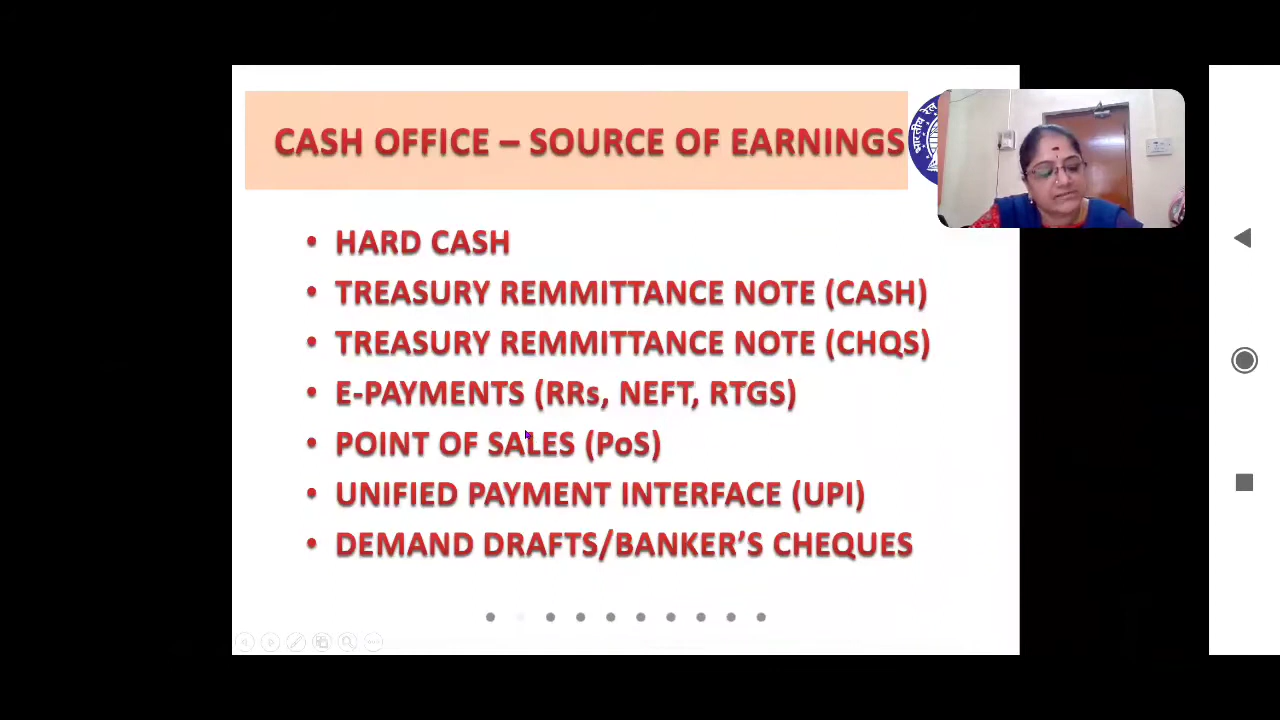 CASH OFFICE – SOURCE OF EARNINGS
भारतीय रेल
• HARD CASH
• TREASURY REMMITTANCE NOTE (CASH)
• TREASURY REMMITTANCE NOTE (CHQS)
• E-PAYMENTS (RRs, NEFT, RTGS)
• POINT OF SALES (PoS)
• UNIFIED PAYMENT INTERFACE (UPI)
• DEMAND DRAFTS/BANKER’S CHEQUES